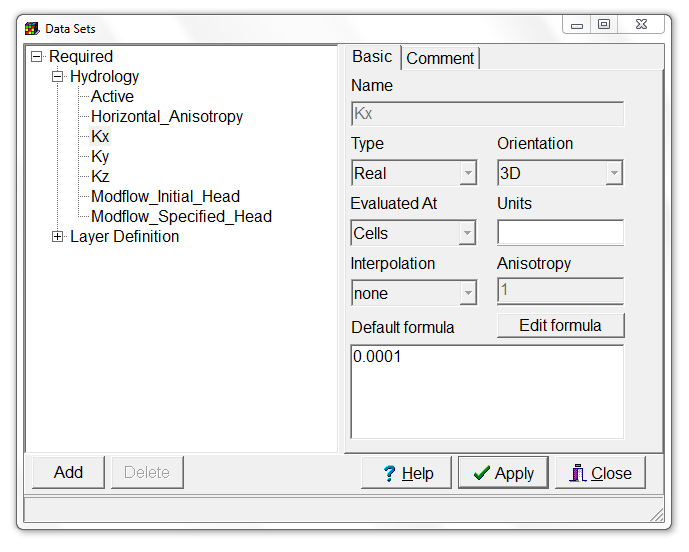 Data Sets
Required
Hydrology
Active
Horizontal_Anisotropy
Kx
Ky
Kz
Modflow_Initial_Head
Modflow_Specified_Head
Layer Definition
Basic Comment
Name
Kx
Type Orientation
Real 3D
Evaluated At Units
Cells
Interpolation Anisotropy
none 1
Default formula Edit formula
0.0001
Add Delete ? Help Apply Close